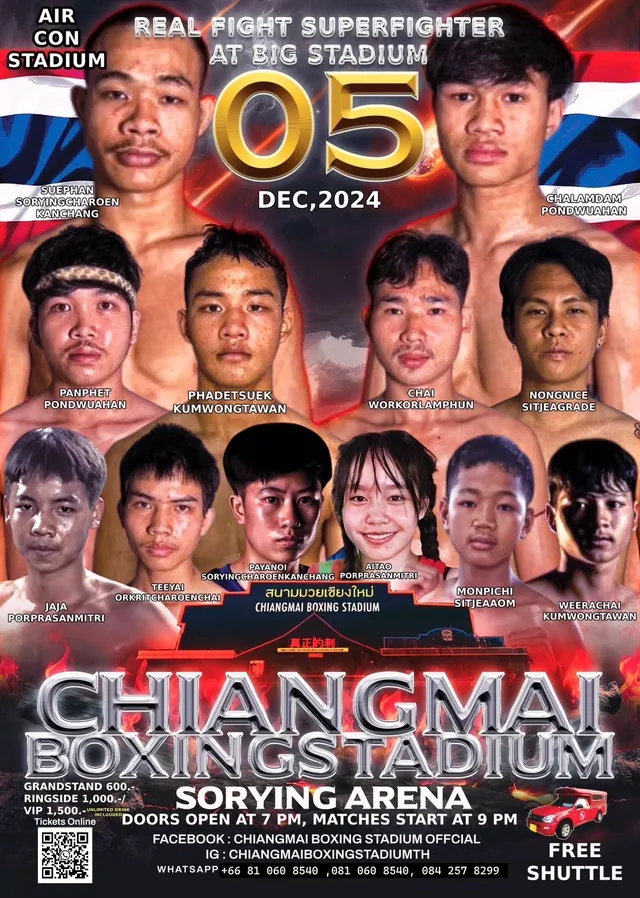 AIR
CON
STADIUM
REAL FIGHT SUPERFIGHTER
AT BIG STADIUM
05
DEC,2024
SUEPHAN
SORYINGCHAROEN
KANCHANG
CHALAMDAM
PONDWUAHAN
PANPHET
PONDWUAHAN
PHADETSUEK
KUMWONGTAWAN
CHAI
WORKORLAMPHUN
NONGNICE
SITJEAGRADE
JAJA
PORPRASANMITRI
TEEYAI
ORKRITCHAROENCHAI
PAYANOI
SORYINGCHAROENKANCHANG
AITAO
PORPRASANMITRI
MONPICHI
SITJEAAOM
WEERACHAI
KUMWONGTAWAN
สนามมวยเชียงใหม่
CHIANGMAI BOXING STADIUM
CHIANGMAI
BOXINGSTADIUM
GRANDSTAND 600.-
RINGSIDE 1,000.-/
VIP 1,500.-
UNLIMITED DRINK
INCLUUDED
Tickets Online
SORYING ARENA
DOORS OPEN AT 7 PM, MATCHES START AT 9 PM
FACEBOOK : CHIANGMAI BOXING STADIUM OFFCIAL
IG : CHIANGMAIBOXINGSTADIUMTH
WHATSAPP +66 81 060 8540 ,081 060 8540, 084 257 8299
FREE
SHUTTLE